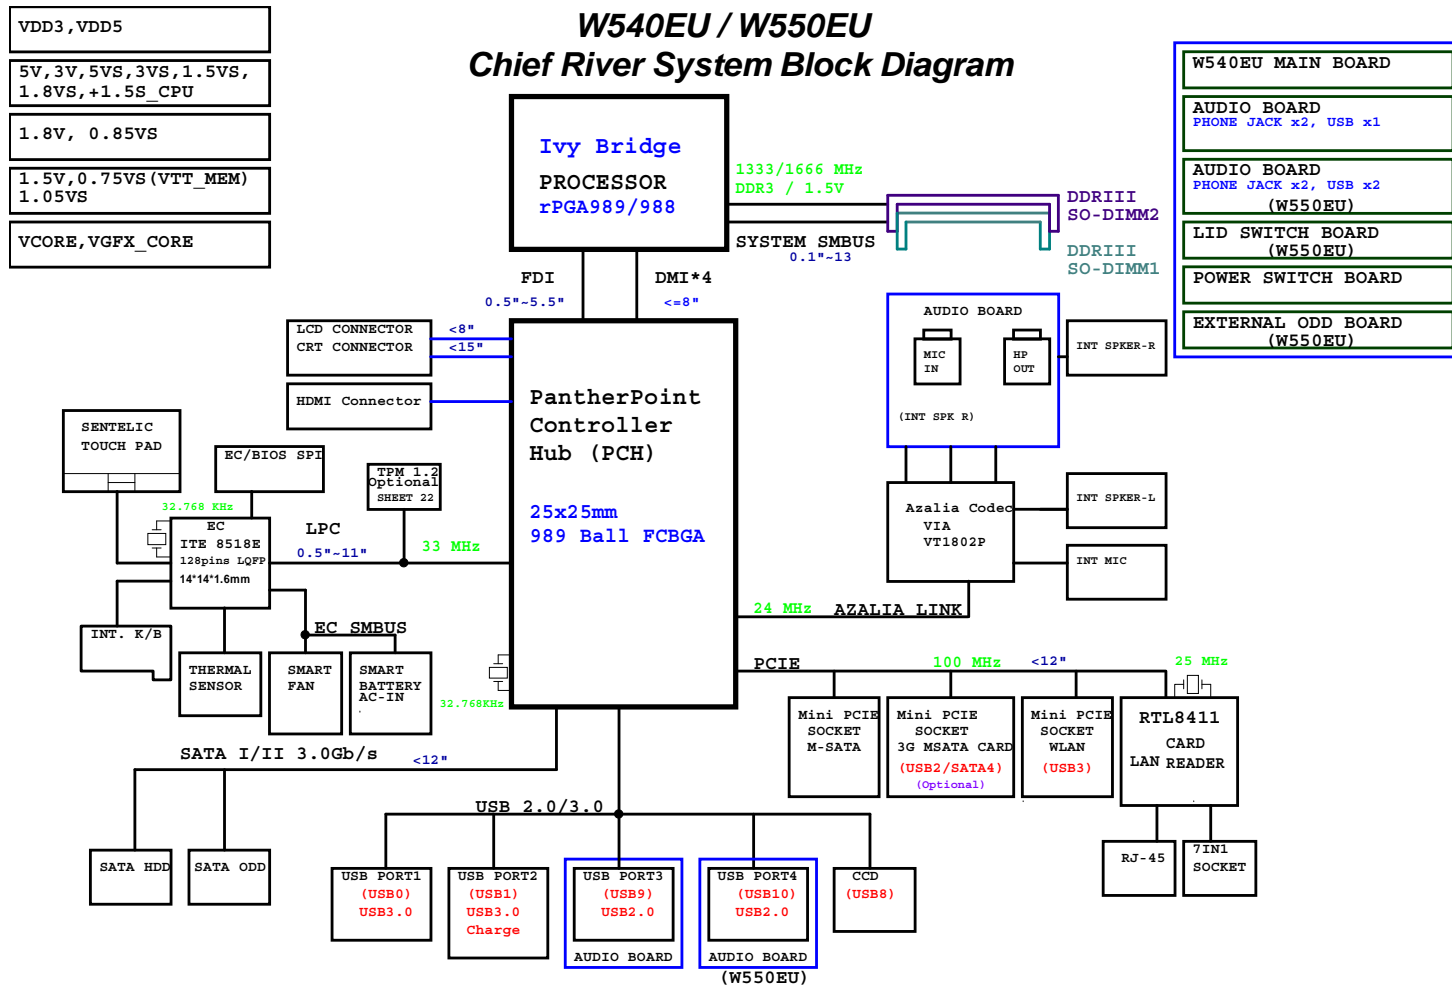 W540EU / W550EU
Chief River System Block Diagram
VDD3,VDD5
5V,3V,5VS,3VS,1.5VS,
1.8VS,+1.5S_CPU
1.8V, 0.85VS
1.5V,0.75VS(VTT_MEM)
1.05VS
VCORE,VGFX_CORE
W540EU MAIN BOARD
AUDIO BOARD
PHONE JACK x2, USB x1
AUDIO BOARD
PHONE JACK x2, USB x2
(W550EU)
LID SWITCH BOARD
(W550EU)
POWER SWITCH BOARD
EXTERNAL ODD BOARD
(W550EU)
Ivy Bridge
PROCESSOR
rPGA989/988
1333/1666 MHz
DDR3 / 1.5V
SYSTEM SMBUS
0.1"~13
DDRIII
SO-DIMM2
DDRIII
SO-DIMM1
FDI
0.5"~5.5"
DMI*4
<=8"
LCD CONNECTOR
CRT CONNECTOR
<8"
<15"
HDMI Connector
PantherPoint
Controller
Hub (PCH)
25x25mm
989 Ball FCBGA
AUDIO BOARD
MIC
IN
HP
OUT
(INT SPK R)
INT SPKER-R
Azalia Codec
VIA
VT1802P
INT SPKER-L
INT MIC
24 MHz
AZALIA LINK
SENTELIC
TOUCH PAD
EC/BIOS SPI
32.768 KHz
EC
ITE 8518E
128pins LQFP
14*14*1.6mm
LPC
0.5"~11"
TPM 1.2
Optional
SHEET 22
33 MHz
INT. K/B
EC SMBUS
THERMAL
SENSOR
SMART
FAN
SMART
BATTERY
AC-IN
32.768KHz
PCIE
100 MHz
<12"
25 MHz
Mini PCIE
SOCKET
M-SATA
Mini PCIE
SOCKET
3G MSATA CARD
(USB2/SATA4)
(Optional)
Mini PCIE
SOCKET
WLAN
(USB3)
RTL8411
CARD
LAN READER
RJ-45
7IN1
SOCKET
SATA I/II 3.0Gb/s
<12"
SATA HDD
SATA ODD
USB 2.0/3.0
USB PORT1
(USB0)
USB3.0
USB PORT2
(USB1)
USB3.0
Charge
USB PORT3
(USB9)
USB2.0
AUDIO BOARD
USB PORT4
(USB10)
USB2.0
AUDIO BOARD
(W550EU)
CCD
(USB8)